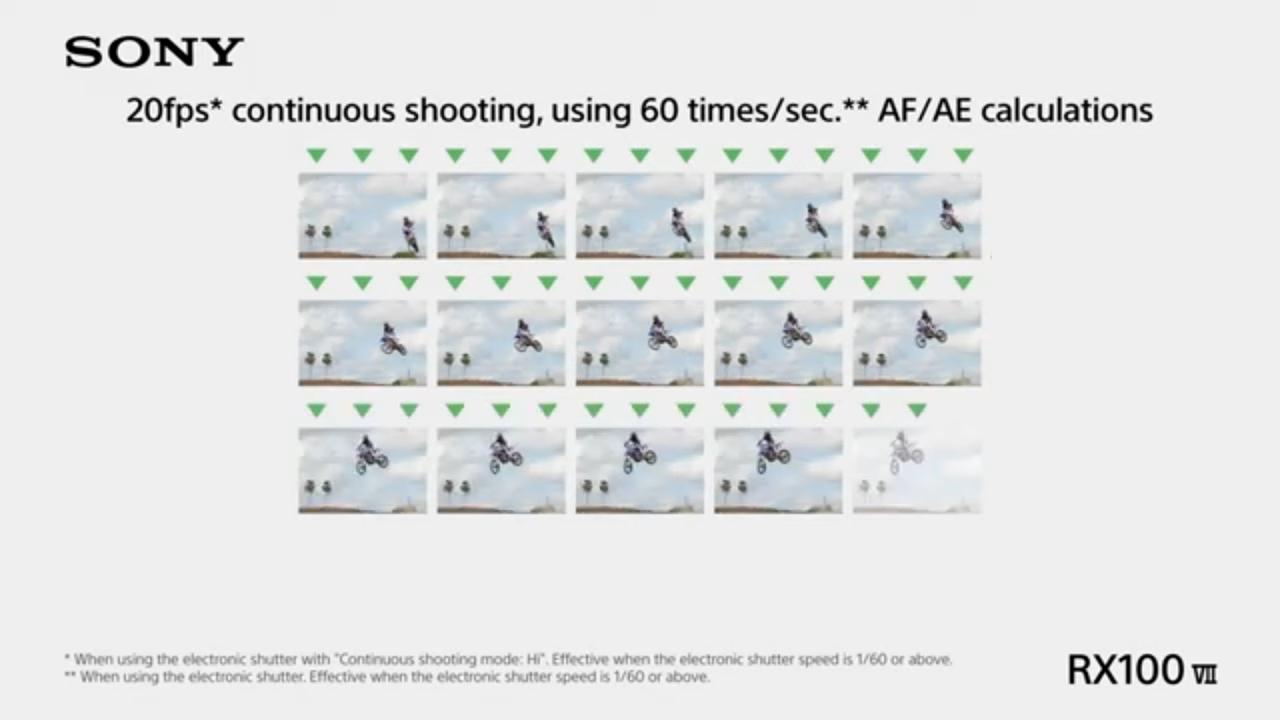 SONY
20fps* continuous shooting, using 60 times/sec.** AF/AE calculations
* When using the electronic shutter with "Continuous shooting mode: Hi". Effective when the electronic shutter speed is 1/60 or above.
** When using the electronic shutter. Effective when the electronic shutter speed is 1/60 or above.
RX100 VII